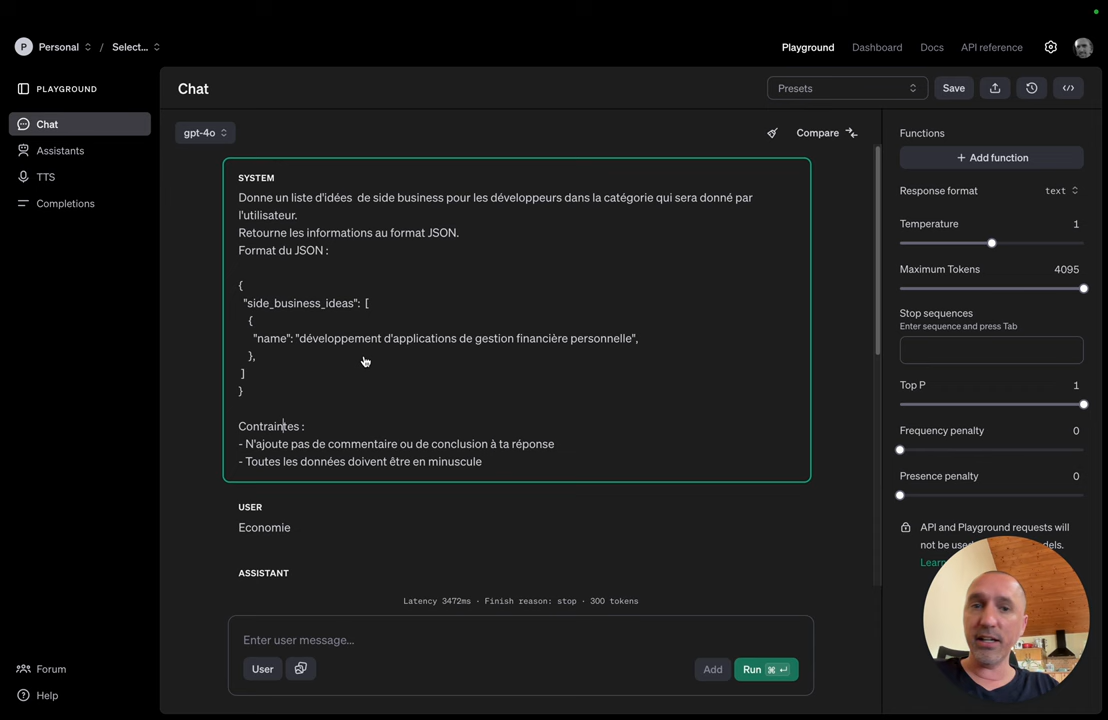 P Personal / Select...
Playground
Dashboard
Docs
API reference
PLAYGROUND
Chat
Assistants
TTS
Completions
Forum
Help
Chat
Presets
Save
gpt-4o
Compare
SYSTEM
Donne un liste d'idées  de side business pour les développeurs dans la catégorie qui sera donné par
l'utilisateur.
Retourne les informations au format JSON.
Format du JSON :
{
"side_business_ideas": [
{
"name": "développement d'applications de gestion financière personnelle",
},
]
}
Contraintes :
- N'ajoute pas de commentaire ou de conclusion à ta réponse
- Toutes les données doivent être en minuscule
USER
Economie
ASSISTANT
Latency 3472ms · Finish reason: stop · 300 tokens
Enter user message...
User
Add
Run ⌘ ↵
Functions
+ Add function
Response format
text
Temperature
1
Maximum Tokens
4095
Stop sequences
Enter sequence and press Tab
Top P
1
Frequency penalty
0
Presence penalty
0
API and Playground requests will
not be